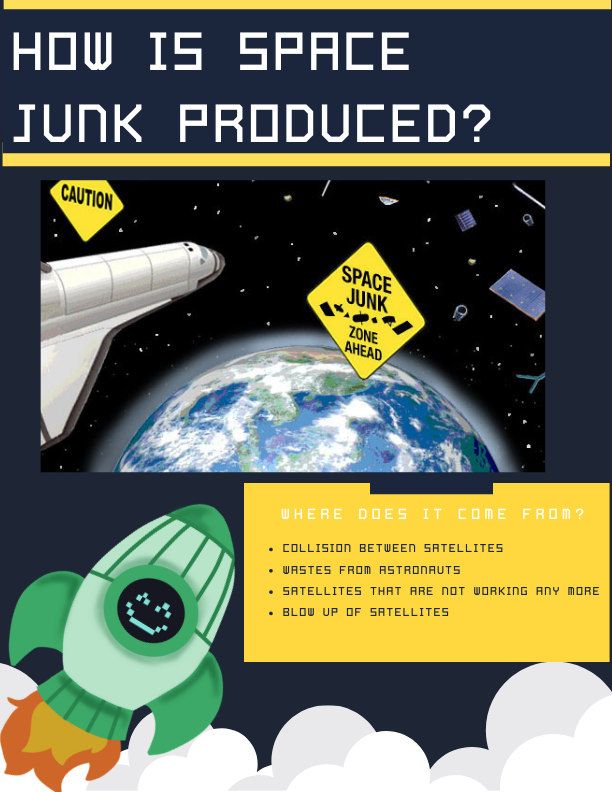 HOW IS SPACE
JUNK PRODUCED?
CAUTION
SPACE
JUNK
ZONE
AHEAD
WHERE DOES IT COME FROM?
• COLLISION BETWEEN SATELLITES
• WASTES FROM ASTRONAUTS
• SATELLITES THAT ARE NOT WORKING ANY MORE
• BLOW UP OF SATELLITES